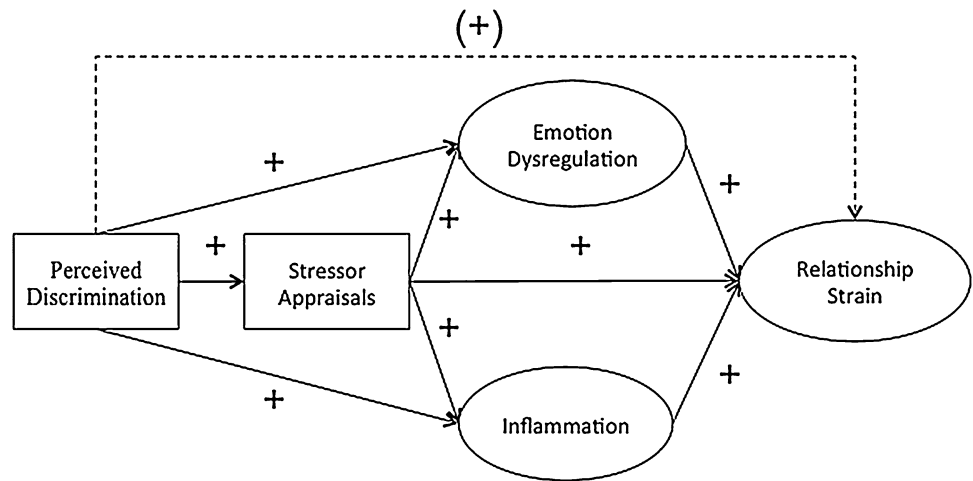 (+)
Emotion
Dysregulation
+
+
+
+
+
Perceived
Discrimination
Stressor
Appraisals
Relationship
Strain
+
+
+
Inflammation